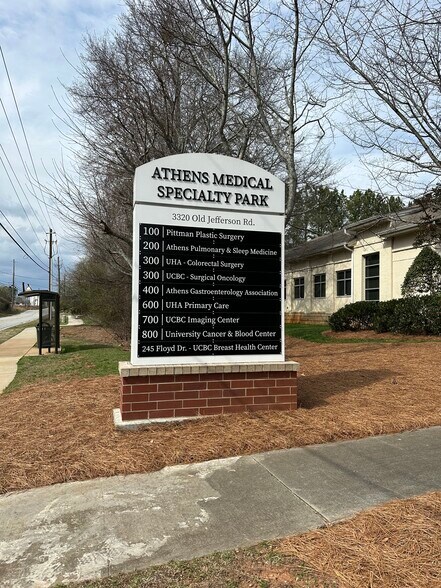 ATHENS MEDICAL
SPECIALTY PARK
3320 Old Jefferson Rd.
100 | Pittman Plastic Surgery
200 | Athens Pulmonary & Sleep Medicine
300 | UHA - Colorectal Surgery
300 | UCBC - Surgical Oncology
400 | Athens Gastroenterology Association
600 | UHA Primary Care
700 | UCBC Imaging Center
800 | University Cancer & Blood Center
245 Floyd Dr. - UCBC Breast Health Center